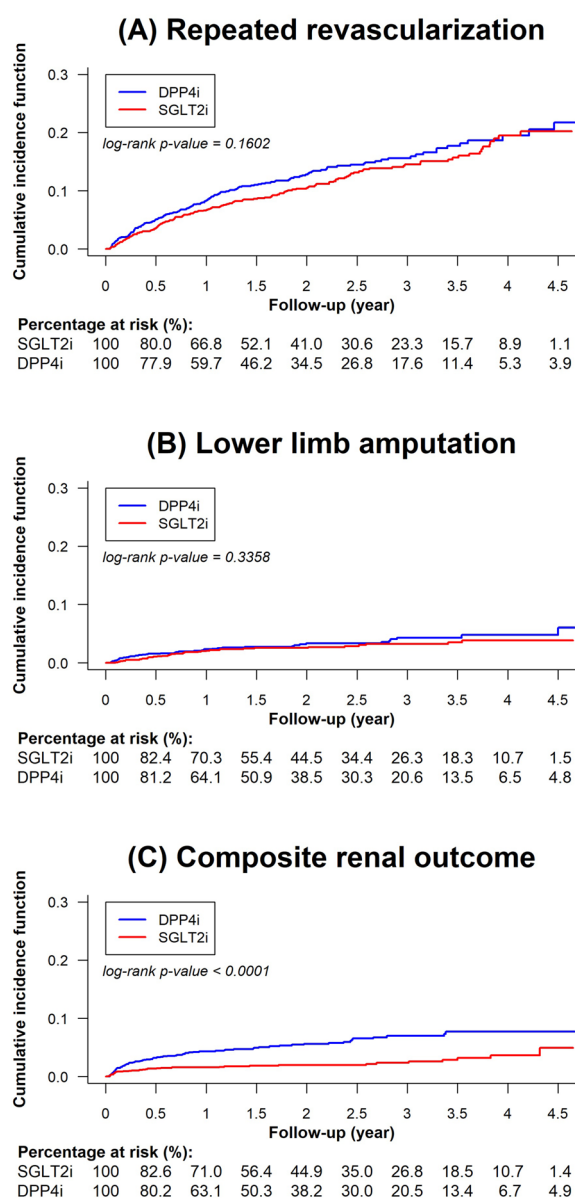 (A) Repeated revascularization
Cumulative incidence function
0.3
0.2
0.1
0.0
DPP4i
SGLT2i
log-rank p-value = 0.1602
0 0.5 1 1.5 2 2.5 3 3.5 4 4.5
Follow-up (year)
Percentage at risk (%):
SGLT2i 100 80.0 66.8 52.1 41.0 30.6 23.3 15.7 8.9 1.1
DPP4i 100 77.9 59.7 46.2 34.5 26.8 17.6 11.4 5.3 3.9
(B) Lower limb amputation
Cumulative incidence function
0.3
0.2
0.1
0.0
DPP4i
SGLT2i
log-rank p-value = 0.3358
0 0.5 1 1.5 2 2.5 3 3.5 4 4.5
Follow-up (year)
Percentage at risk (%):
SGLT2i 100 82.4 70.3 55.4 44.5 34.4 26.3 18.3 10.7 1.5
DPP4i 100 81.2 64.1 50.9 38.5 30.3 20.6 13.5 6.5 4.8
(C) Composite renal outcome
Cumulative incidence function
0.3
0.2
0.1
0.0
DPP4i
SGLT2i
log-rank p-value < 0.0001
0 0.5 1 1.5 2 2.5 3 3.5 4 4.5
Follow-up (year)
Percentage at risk (%):
SGLT2i 100 82.6 71.0 56.4 44.9 35.0 26.8 18.5 10.7 1.4
DPP4i 100 80.2 63.1 50.3 38.2 30.0 20.5 13.4 6.7 4.9